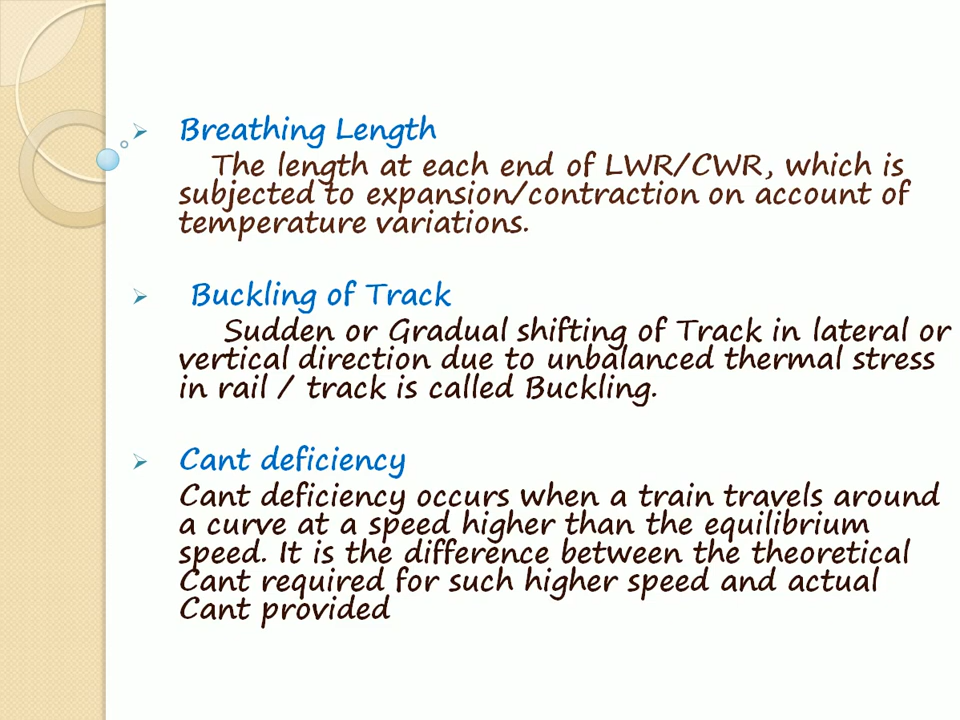 Breathing Length
The length at each end of LWR/CWR, which is
subjected to expansion/contraction on account of
temperature variations.
Buckling of Track
Sudden or Gradual shifting of Track in lateral or
vertical direction due to unbalanced thermal stress
in rail / track is called Buckling.
Cant deficiency
Cant deficiency occurs when a train travels around
a curve at a speed higher than the equilibrium
speed. It is the difference between the theoretical
Cant required for such higher speed and actual
Cant provided